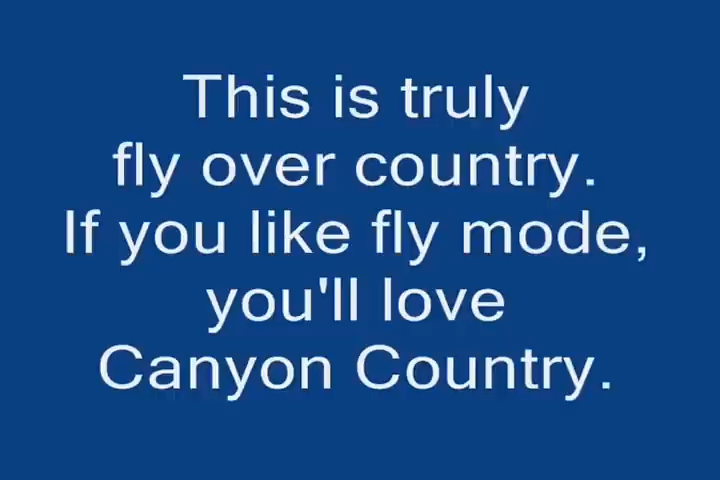 This is truly
fly over country.
If you like fly mode,
you'll love
Canyon Country.